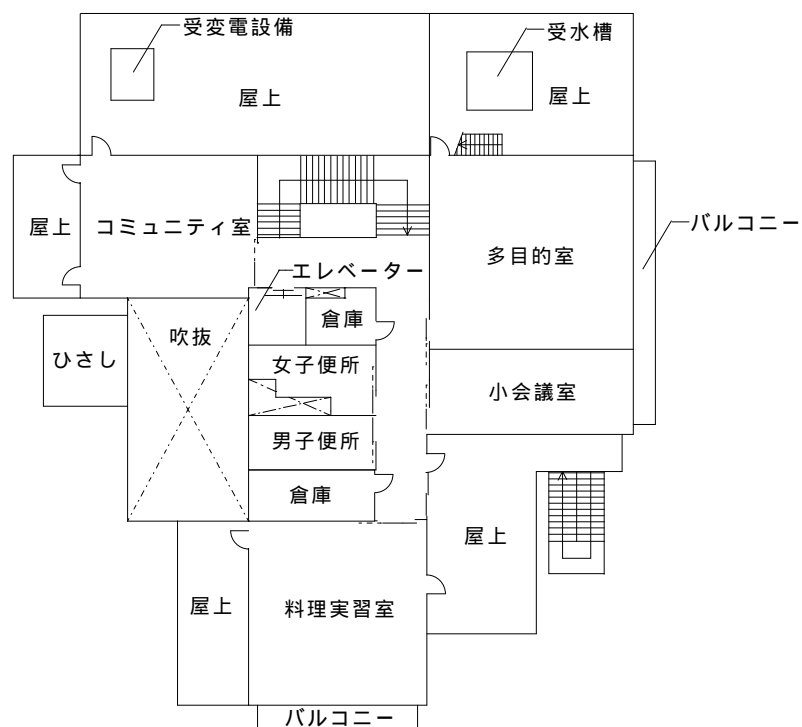 受変電設備
受水槽
屋上
屋上
屋上
コミュニティ室
バルコニー
多目的室
エレベーター
倉庫
吹抜
ひさし
女子便所
小会議室
男子便所
倉庫
屋上
屋上
料理実習室
バルコニー